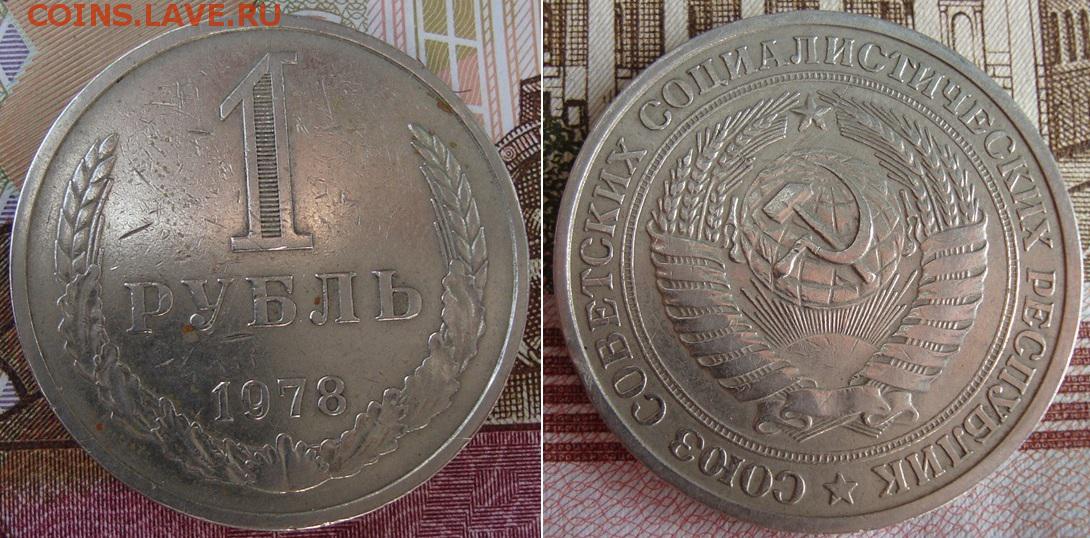 COINS.LAVE.RU
1
РУБЛЬ
1978
СОЮЗ СОВЕТСКИХ СОЦИАЛИСТИЧЕСКИХ РЕСПУБЛИК